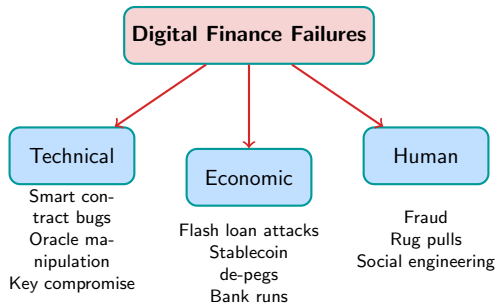 Digital Finance Failures
Technical
Smart con-
tract bugs
Oracle ma-
nipulation
Key compromise
Economic
Flash loan attacks
Stablecoin
de-pegs
Bank runs
Human
Fraud
Rug pulls
Social engineering